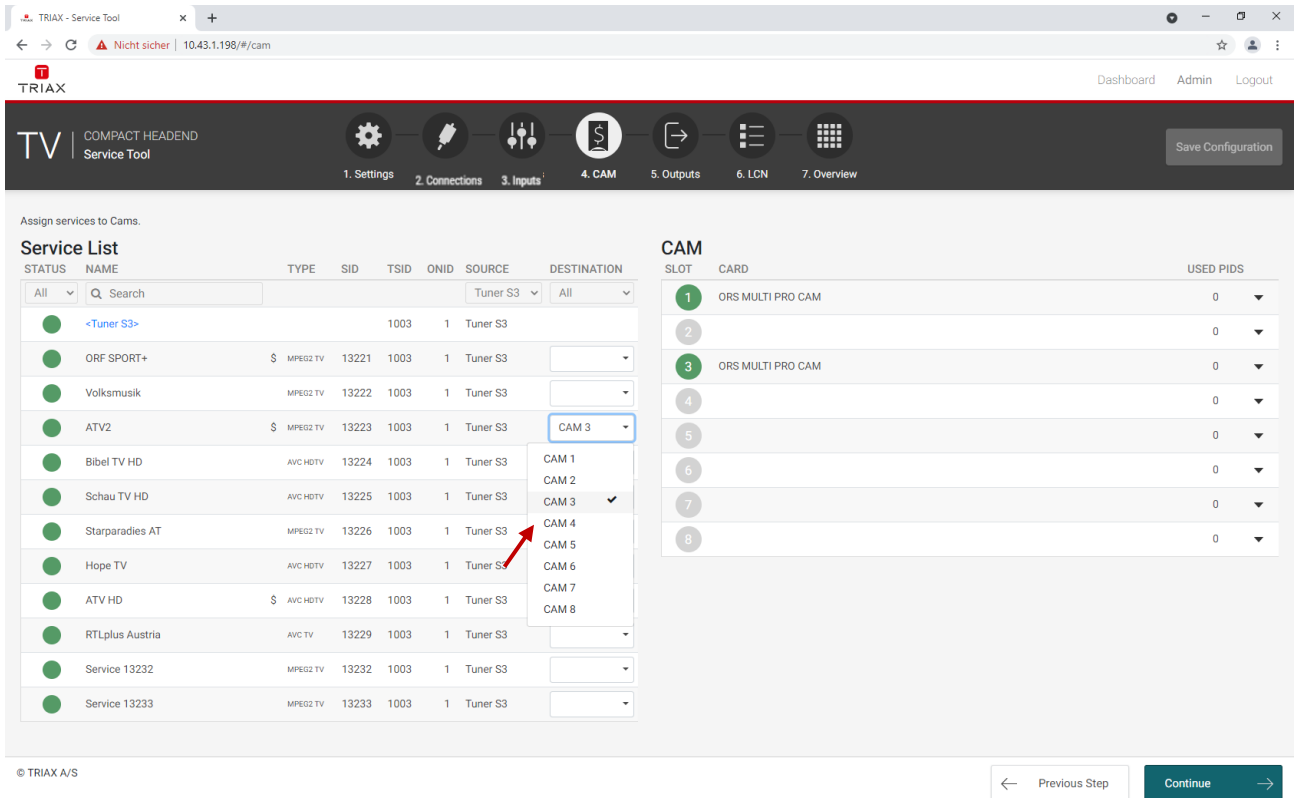 TRIAX - Service Tool
Nicht sicher | 10.43.1.198/#/cam
TRIAX
Dashboard Admin Logout
TV | COMPACT HEADEND
Service Tool
1. Settings 2. Connections 3. Inputs 4. CAM 5. Outputs 6. LCN 7. Overview
Save Configuration
Assign services to Cams.
Service List
STATUS NAME TYPE SID TSID ONID SOURCE DESTINATION
All Search Tuner S3 All
<Tuner S3> 1003 1 Tuner S3
ORF SPORT+ $ MPEG2 TV 13221 1003 1 Tuner S3
Volksmusik MPEG2 TV 13222 1003 1 Tuner S3
ATV2 $ MPEG2 TV 13223 1003 1 Tuner S3 CAM 3
Bibel TV HD AVC HDTV 13224 1003 1 Tuner S3
Schau TV HD AVC HDTV 13225 1003 1 Tuner S3
Starparadies AT MPEG2 TV 13226 1003 1 Tuner S3
Hope TV AVC HDTV 13227 1003 1 Tuner S3
ATV HD $ AVC HDTV 13228 1003 1 Tuner S3
RTLplus Austria AVC TV 13229 1003 1 Tuner S3
Service 13232 MPEG2 TV 13232 1003 1 Tuner S3
Service 13233 MPEG2 TV 13233 1003 1 Tuner S3
CAM 1
CAM 2
CAM 3
CAM 4
CAM 5
CAM 6
CAM 7
CAM 8
CAM
SLOT CARD USED PIDS
1 ORS MULTI PRO CAM 0
2 0
3 ORS MULTI PRO CAM 0
4 0
5 0
6 0
7 0
8 0
© TRIAX A/S
Previous Step
Continue